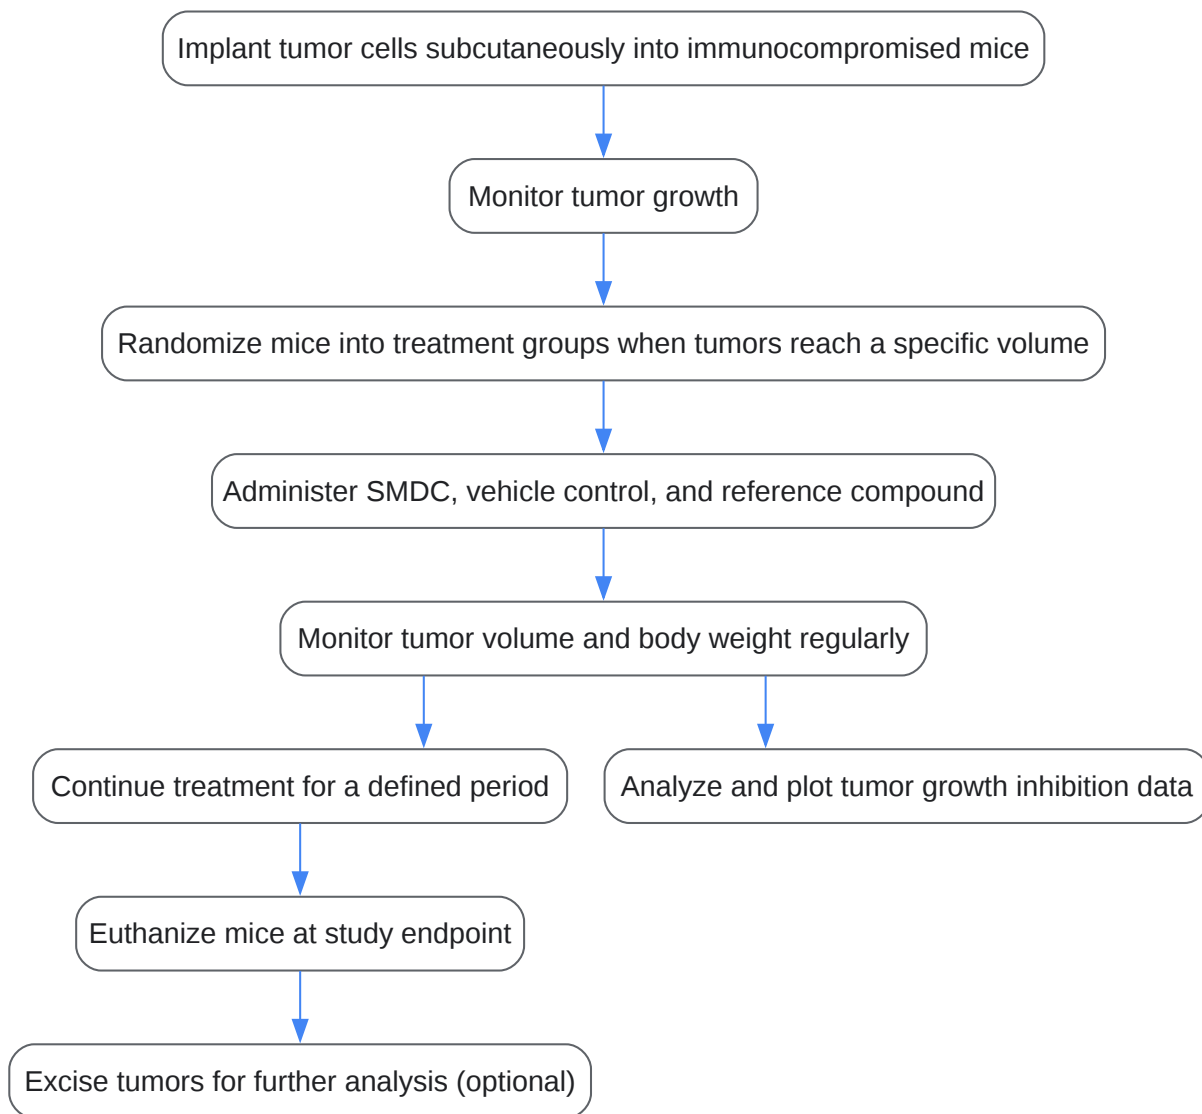 Implant tumor cells subcutaneously into immunocompromised mice
Monitor tumor growth
Randomize mice into treatment groups when tumors reach a specific volume
Administer SMDC, vehicle control, and reference compound
Monitor tumor volume and body weight regularly
Continue treatment for a defined period
Analyze and plot tumor growth inhibition data
Euthanize mice at study endpoint
Excise tumors for further analysis (optional)